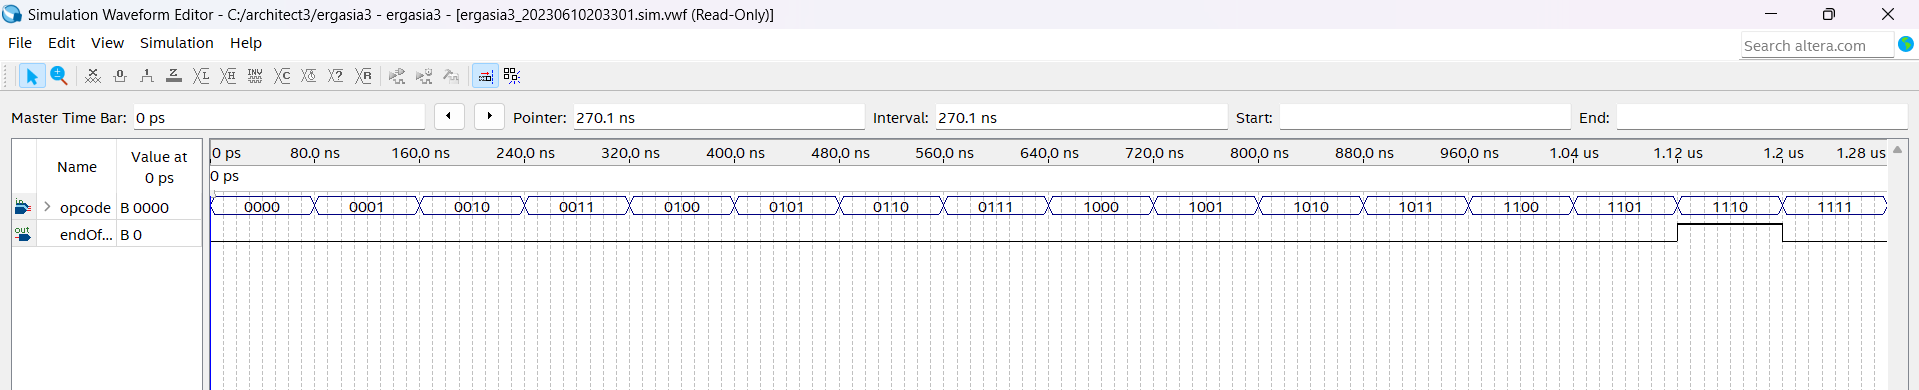 Simulation Waveform Editor - C:/architect3/ergasia3 - ergasia3 - [ergasia3_20230610203301.sim.vwf (Read-Only)]
File Edit View Simulation Help
Search altera.com
Master Time Bar: 0 ps Pointer: 270.1 ns Interval: 270.1 ns Start: End:
Name Value at 0 ps
0 ps 80.0 ns 160.0 ns 240.0 ns 320.0 ns 400.0 ns 480.0 ns 560.0 ns 640.0 ns 720.0 ns 800.0 ns 880.0 ns 960.0 ns 1.04 us 1.12 us 1.2 us 1.28 us
0 ps
in opcode B 0000 0000 0001 0010 0011 0100 0101 0110 0111 1000 1001 1010 1011 1100 1101 1110 1111
out endOf... B 0